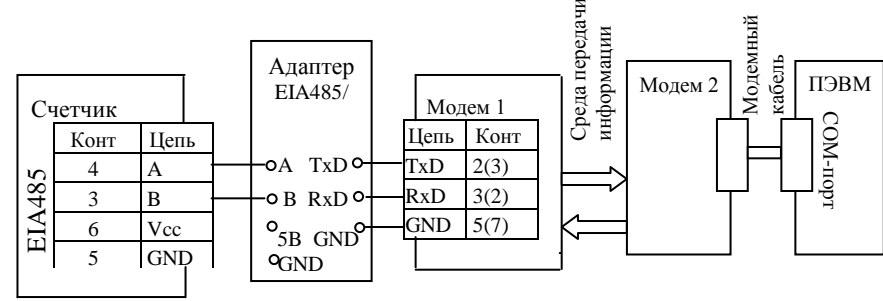 Счетчик
EIA485
Конт Цепь
4 A
3 B
6 Vcc
5 GND
Адаптер
EIA485/
A TxD
B RxD
5В GND
GND
Модем 1
Цепь Конт
TxD 2(3)
RxD 3(2)
GND 5(7)
Среда передачи
информации
Модем 2
Модемный
кабель
ПЭВМ
COM-порт